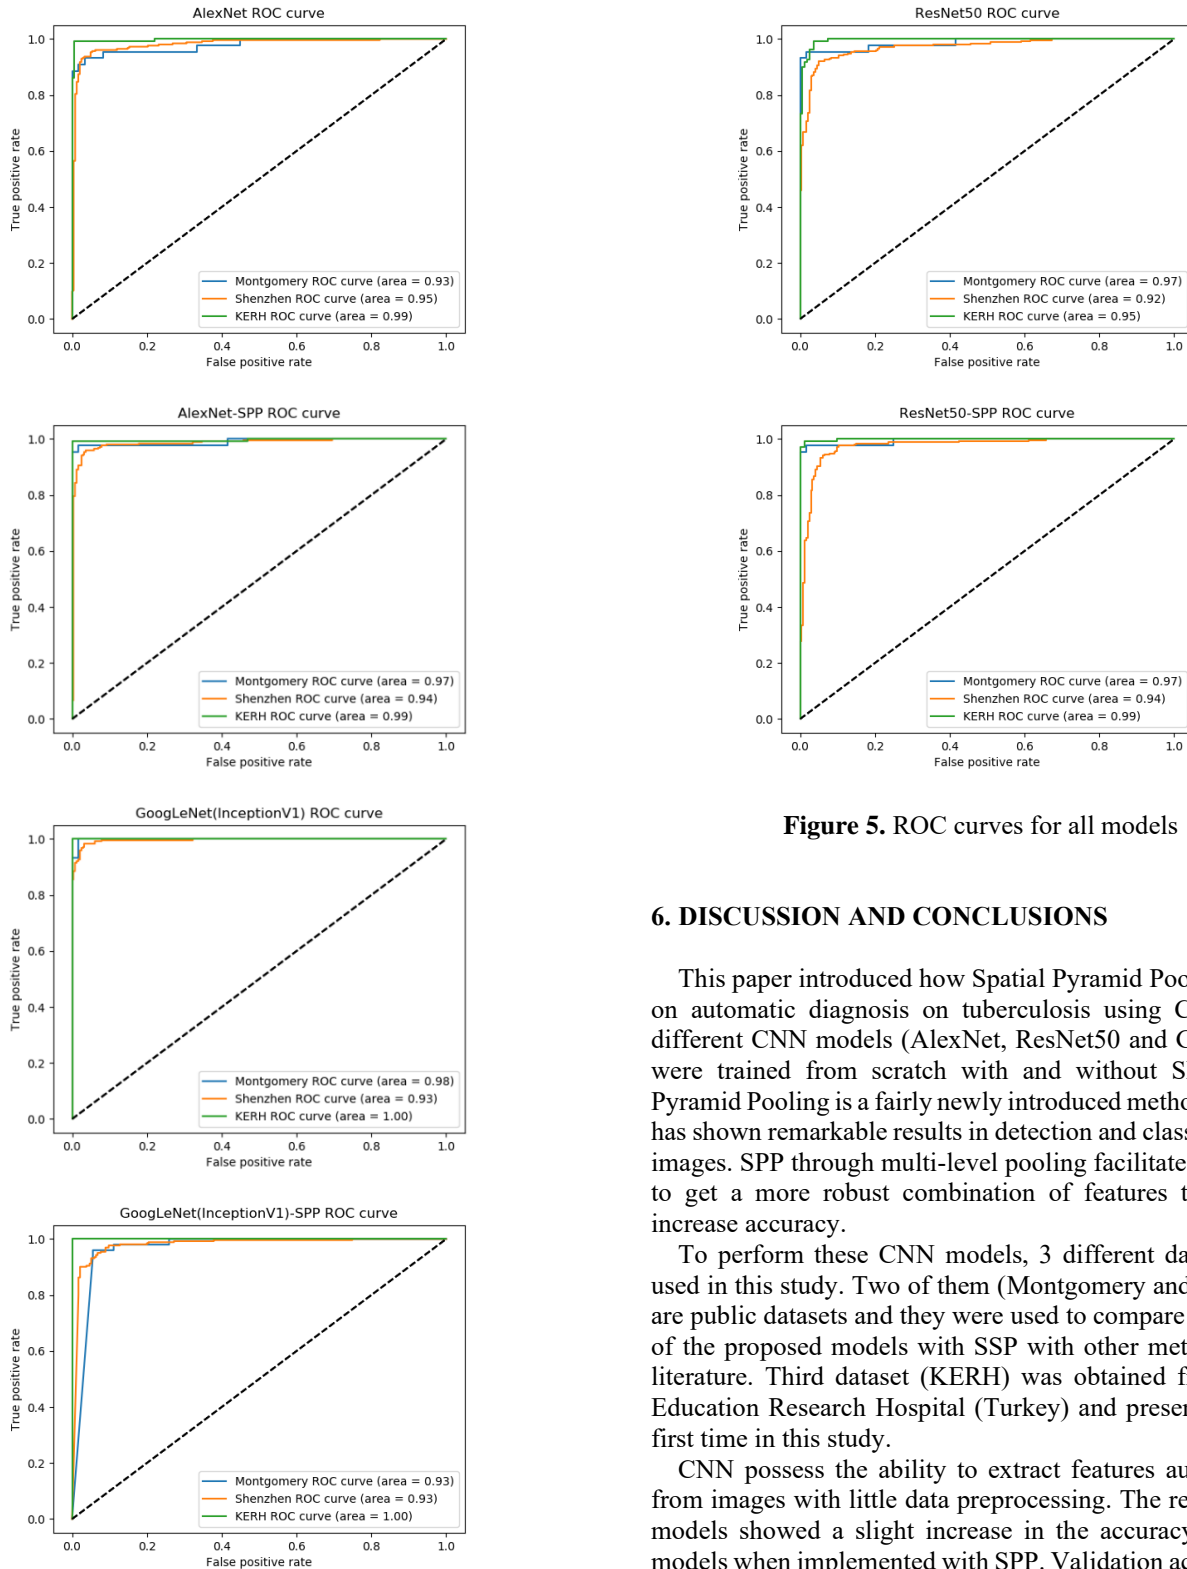 AlexNet ROC curve
1.0
0.8
0.6
0.4
0.2
0.0
True positive rate
Montgomery ROC curve (area = 0.93)
Shenzhen ROC curve (area = 0.95)
KERH ROC curve (area = 0.99)
0.0 0.2 0.4 0.6 0.8 1.0
False positive rate
AlexNet-SPP ROC curve
1.0
0.8
0.6
0.4
0.2
0.0
True positive rate
Montgomery ROC curve (area = 0.97)
Shenzhen ROC curve (area = 0.94)
KERH ROC curve (area = 0.99)
0.0 0.2 0.4 0.6 0.8 1.0
False positive rate
GoogLeNet(InceptionV1) ROC curve
1.0
0.8
0.6
0.4
0.2
0.0
True positive rate
Montgomery ROC curve (area = 0.98)
Shenzhen ROC curve (area = 0.93)
KERH ROC curve (area = 1.00)
0.0 0.2 0.4 0.6 0.8 1.0
False positive rate
GoogLeNet(InceptionV1)-SPP ROC curve
1.0
0.8
0.6
0.4
0.2
0.0
True positive rate
Montgomery ROC curve (area = 0.93)
Shenzhen ROC curve (area = 0.93)
KERH ROC curve (area = 1.00)
0.0 0.2 0.4 0.6 0.8 1.0
False positive rate
ResNet50 ROC curve
1.0
0.8
0.6
0.4
0.2
0.0
True positive rate
Montgomery ROC curve (area = 0.97)
Shenzhen ROC curve (area = 0.92)
KERH ROC curve (area = 0.95)
0.0 0.2 0.4 0.6 0.8 1.0
False positive rate
ResNet50-SPP ROC curve
1.0
0.8
0.6
0.4
0.2
0.0
True positive rate
Montgomery ROC curve (area = 0.97)
Shenzhen ROC curve (area = 0.94)
KERH ROC curve (area = 0.99)
0.0 0.2 0.4 0.6 0.8 1.0
False positive rate
Figure 5. ROC curves for all models
6. DISCUSSION AND CONCLUSIONS
This paper introduced how Spatial Pyramid
on automatic diagnosis on tuberculosis using
different CNN models (AlexNet, ResNet50 and
were trained from scratch with and without
Pyramid Pooling is a fairly newly introduced
has shown remarkable results in detection and
images. SPP through multi-level pooling
to get a more robust combination of features
increase accuracy.
To perform these CNN models, 3 different
used in this study. Two of them (Montgomery and
are public datasets and they were used to compare
of the proposed models with SSP with other
literature. Third dataset (KERH) was obtained
Education Research Hospital (Turkey) and
first time in this study.
CNN possess the ability to extract features
from images with little data preprocessing. The
models showed a slight increase in the accuracy
models when implemented with SPP. Validation